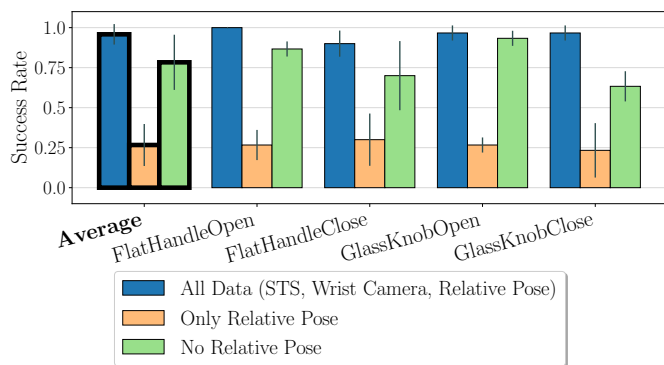 1.0
0.75
0.5
0.25
0.0
Success Rate
Average
FlatHandleOpen
FlatHandleClose
GlassKnobOpen
GlassKnobClose
All Data (STS, Wrist Camera, Relative Pose)
Only Relative Pose
No Relative Pose